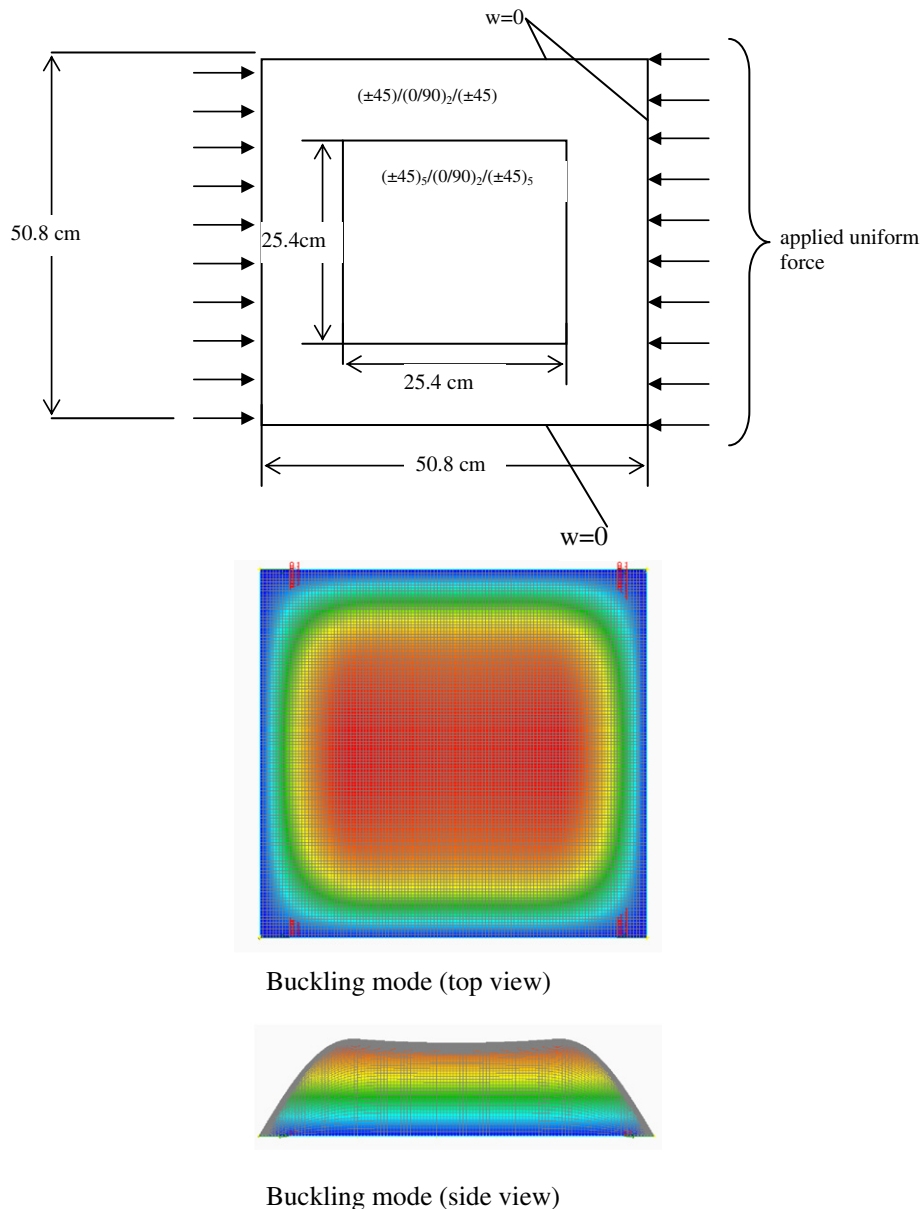 w=0
(±45)/(0/90)₂/(±45)
(±45)₅/(0/90)₂/(±45)₅
50.8 cm
25.4cm
applied uniform
force
25.4 cm
50.8 cm
w=0
Buckling mode (top view)
Buckling mode (side view)